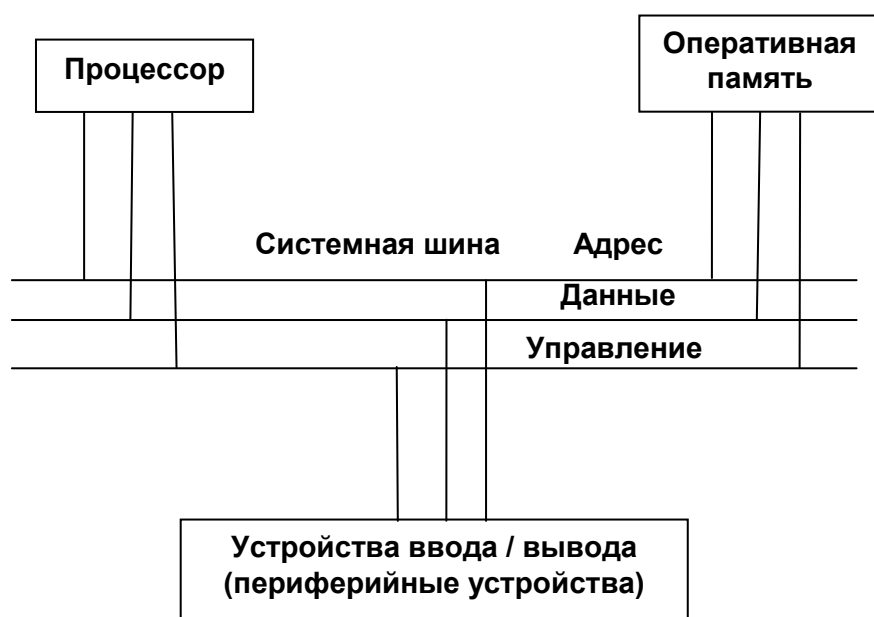 Процессор
Оперативная
память
Системная шина
Адрес
Данные
Управление
Устройства ввода / вывода
(периферийные устройства)